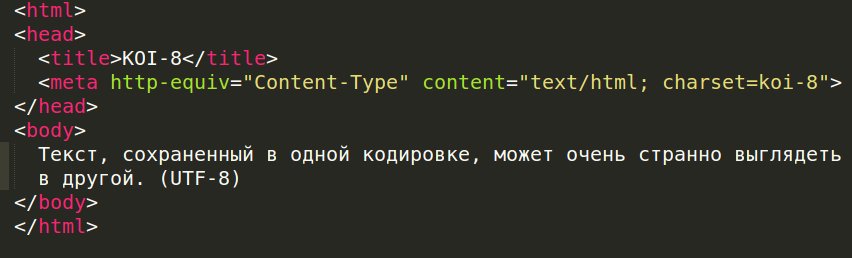 <html>
<head>
<title>KOI-8</title>
<meta http-equiv="Content-Type" content="text/html; charset=koi-8">
</head>
<body>
Текст, сохраненный в одной кодировке, может очень странно выглядеть
в другой. (UTF-8)
</body>
</html>